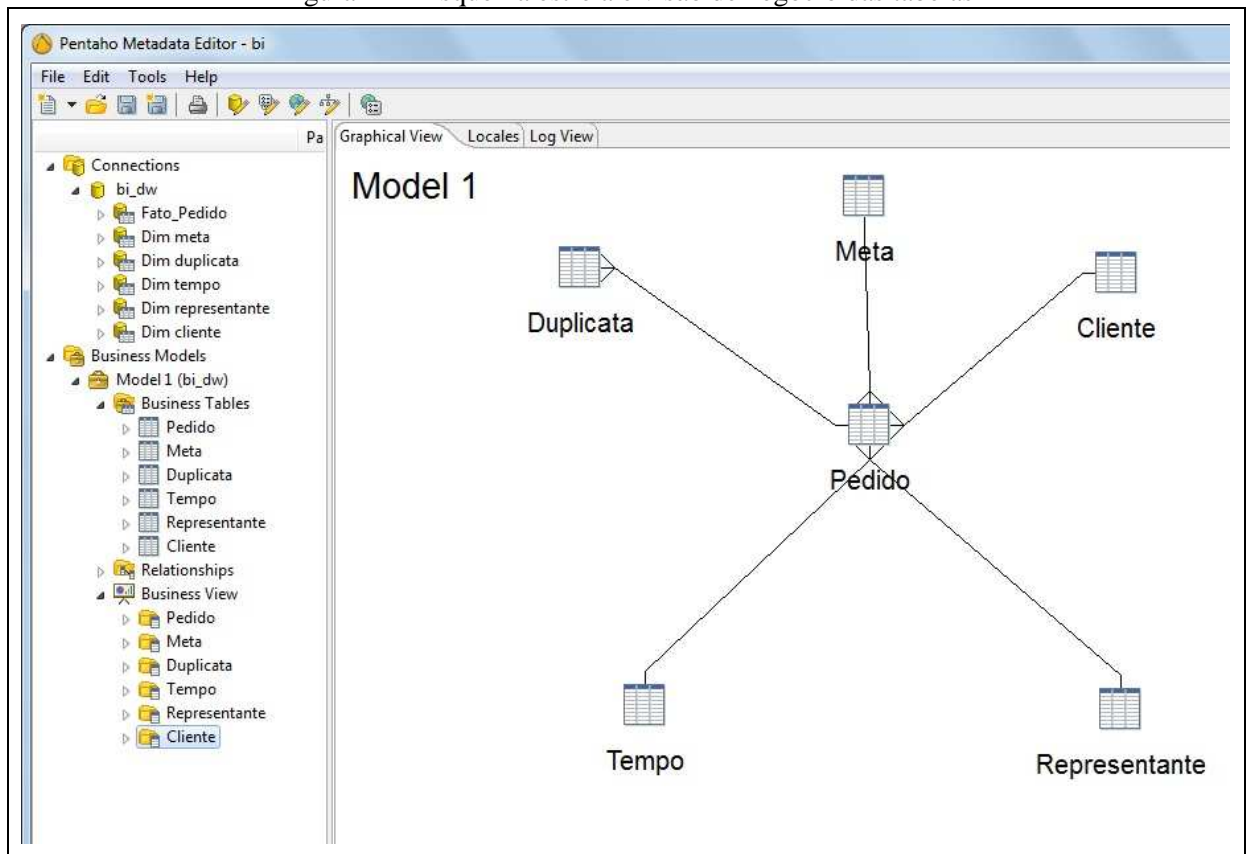 Pentaho Metadata Editor - bi
File Edit Tools Help
Pa
Graphical View Locales Log View
Connections
bi_dw
Fato_Pedido
Dim meta
Dim duplicata
Dim tempo
Dim representante
Dim cliente
Business Models
Model 1 (bi_dw)
Business Tables
Pedido
Meta
Duplicata
Tempo
Representante
Cliente
Relationships
Business View
Pedido
Meta
Duplicata
Tempo
Representante
Cliente
Model 1
Meta
Duplicata
Cliente
Pedido
Tempo
Representante